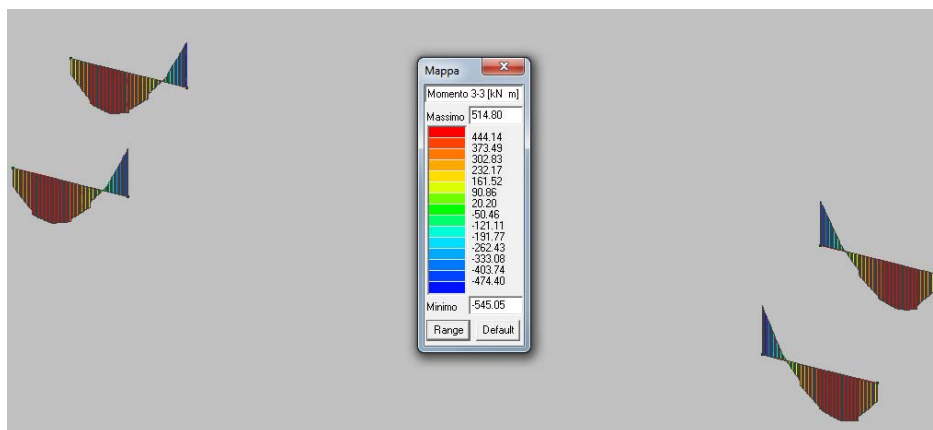 Mappa
Momento 3-3 [kN m]
Massimo 514.80
444.14
373.49
302.83
232.17
161.52
90.86
20.20
-50.46
-121.11
-191.77
-262.43
-333.08
-403.74
-474.40
Minimo -545.05
Range Default